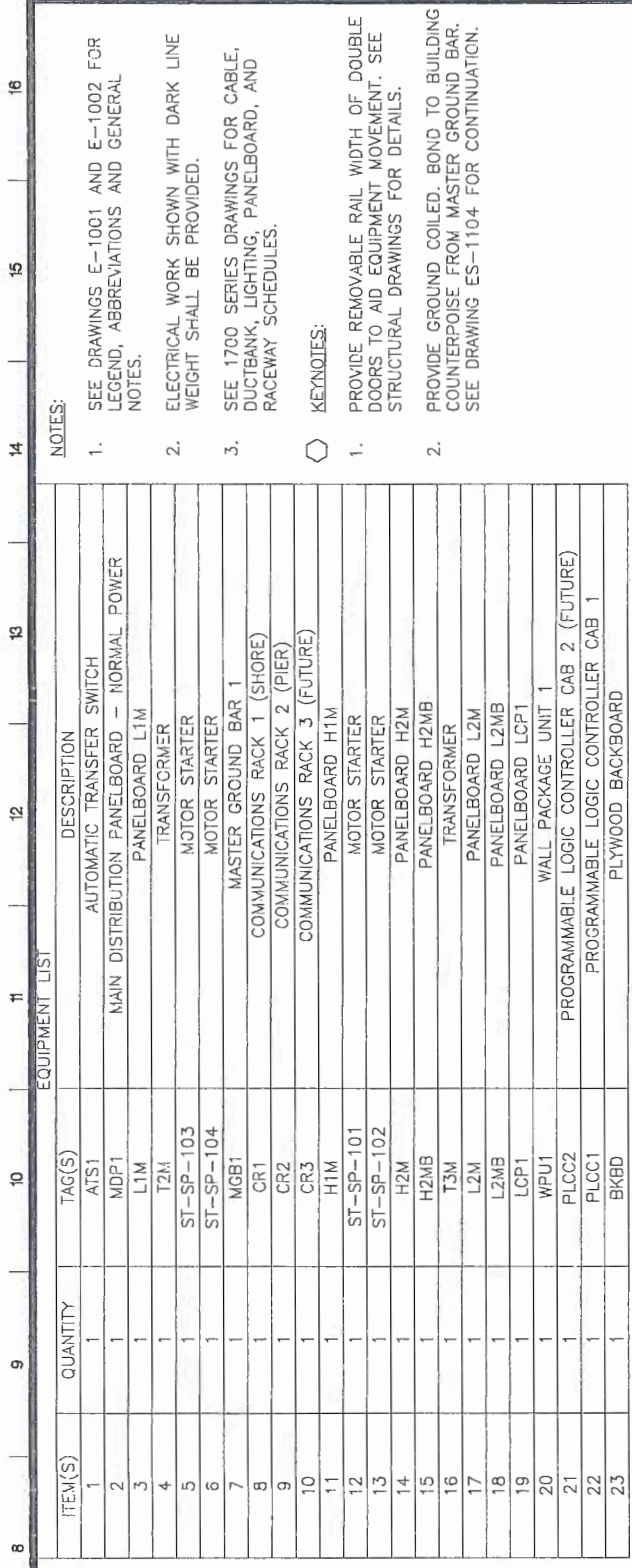 8 9 10 11 12 13 14 15 16
EQUIPMENT LIST
ITEM(S) QUANTITY TAG(S) DESCRIPTION
1 1 ATS1 AUTOMATIC TRANSFER SWITCH
2 1 MDP1 MAIN DISTRIBUTION PANELBOARD – NORMAL POWER
3 1 L1M PANELBOARD L1M
4 1 T2M TRANSFORMER
5 1 ST-SP-103 MOTOR STARTER
6 1 ST-SP-104 MOTOR STARTER
7 1 MGB1 MASTER GROUND BAR 1
8 1 CR1 COMMUNICATIONS RACK 1 (SHORE)
9 1 CR2 COMMUNICATIONS RACK 2 (PIER)
10 1 CR3 COMMUNICATIONS RACK 3 (FUTURE)
11 1 H1M PANELBOARD H1M
12 1 ST-SP-101 MOTOR STARTER
13 1 ST-SP-102 MOTOR STARTER
14 1 H2M PANELBOARD H2M
15 1 H2MB PANELBOARD H2MB
16 1 T3M TRANSFORMER
17 1 L2M PANELBOARD L2M
18 1 L2MB PANELBOARD L2MB
19 1 LCP1 PANELBOARD LCP1
20 1 WPU1 WALL PACKAGE UNIT 1
21 1 PLCC2 PROGRAMMABLE LOGIC CONTROLLER CAB 2 (FUTURE)
22 1 PLCC1 PROGRAMMABLE LOGIC CONTROLLER CAB 1
23 1 BKBD PLYWOOD BACKBOARD
NOTES:
1. SEE DRAWINGS E-1001 AND E-1002 FOR
LEGEND, ABBREVIATIONS AND GENERAL
NOTES.
2. ELECTRICAL WORK SHOWN WITH DARK LINE
WEIGHT SHALL BE PROVIDED.
3. SEE 1700 SERIES DRAWINGS FOR CABLE,
DUCTBANK, LIGHTING, PANELBOARD, AND
RACEWAY SCHEDULES.
KEYNOTES:
1. PROVIDE REMOVABLE RAIL WIDTH OF DOUBLE
DOORS TO AID EQUIPMENT MOVEMENT. SEE
STRUCTURAL DRAWINGS FOR DETAILS.
2. PROVIDE GROUND COILED. BOND TO BUILDING
COUNTERPOISE FROM MASTER GROUND BAR.
SEE DRAWING ES-1104 FOR CONTINUATION.